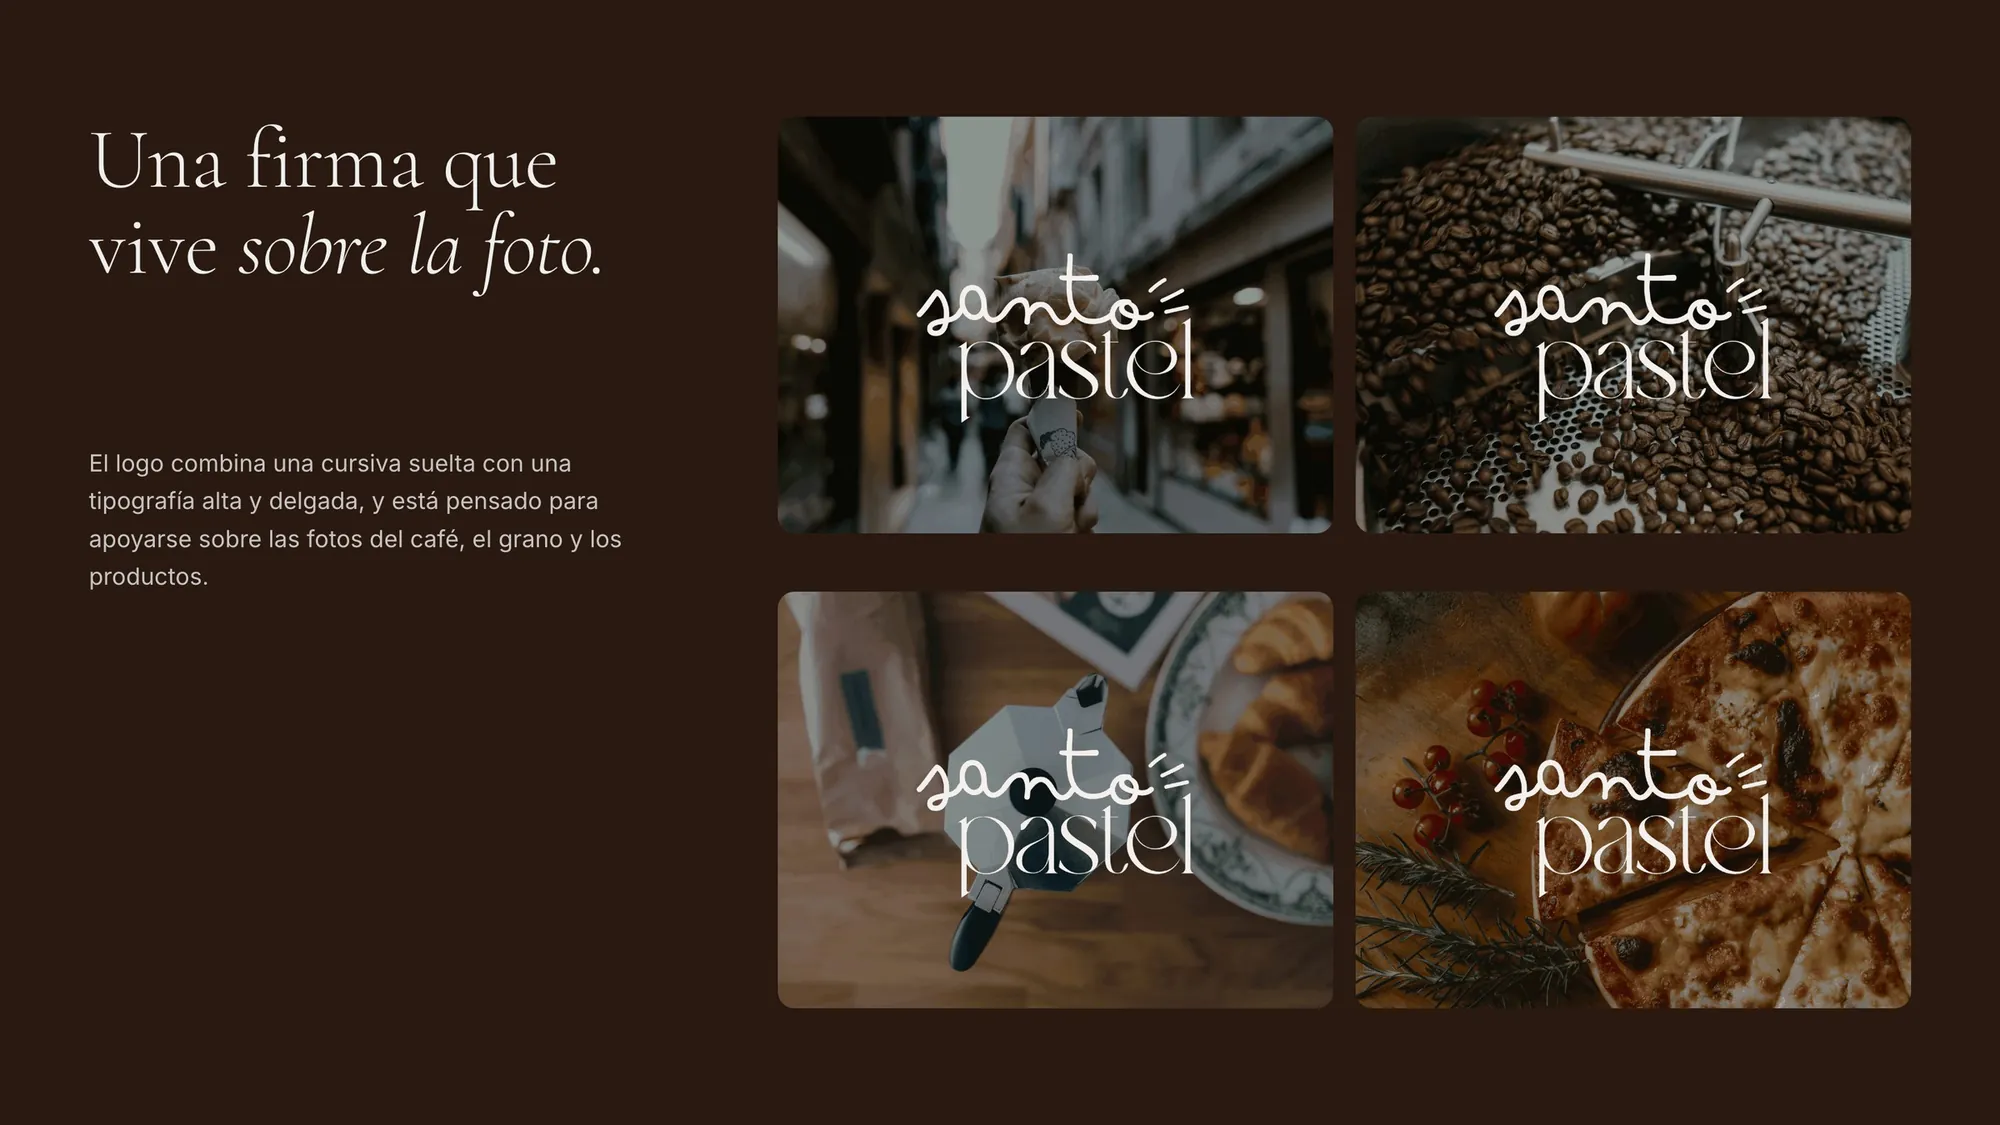 Una firma que
vive sobre la foto.
El logo combina una cursiva suelta con una
tipografía alta y delgada, y está pensado para
apoyarse sobre las fotos del café, el grano y los
productos.
santo
pastel
santo
pastel
santo
pastel
santo
pastel